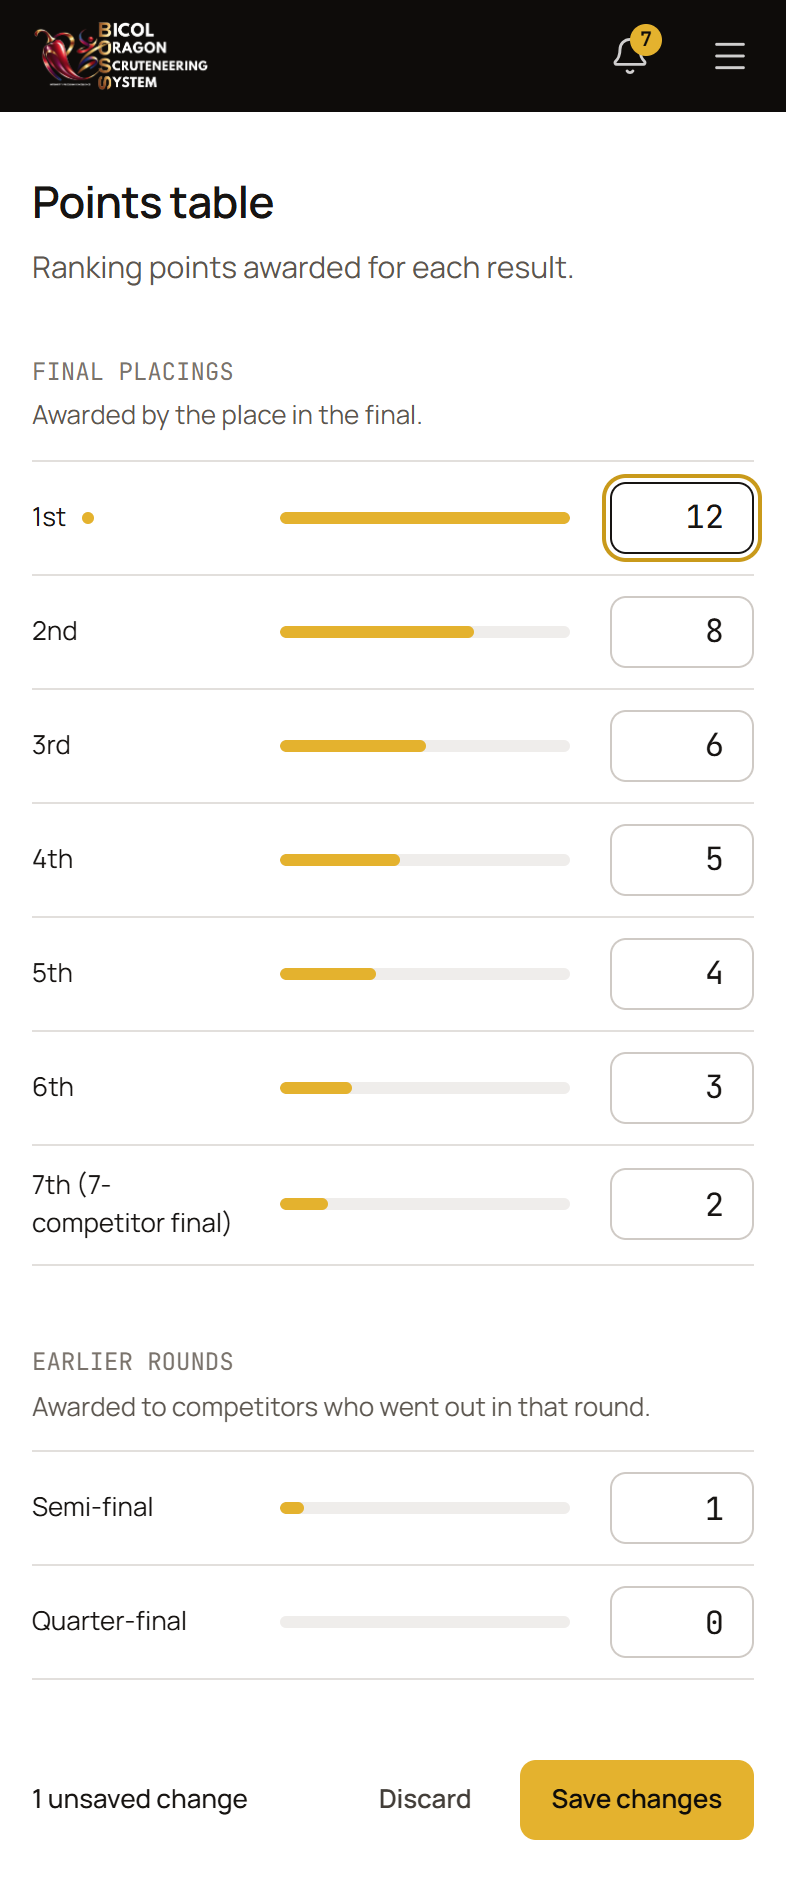 BICOL
DRAGON
SCRUTENEERING
SYSTEM
7
Points table
Ranking points awarded for each result.
FINAL PLACINGS
Awarded by the place in the final.
1st
12
2nd
8
3rd
6
4th
5
5th
4
6th
3
7th (7-
competitor final)
2
EARLIER ROUNDS
Awarded to competitors who went out in that round.
Semi-final
1
Quarter-final
0
1 unsaved change
Discard
Save changes